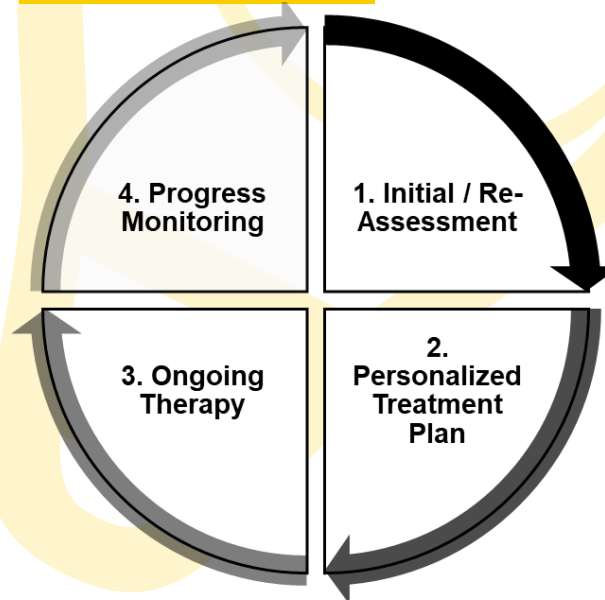 4. Progress
Monitoring
1. Initial / Re-
Assessment
3. Ongoing
Therapy
2.
Personalized
Treatment
Plan